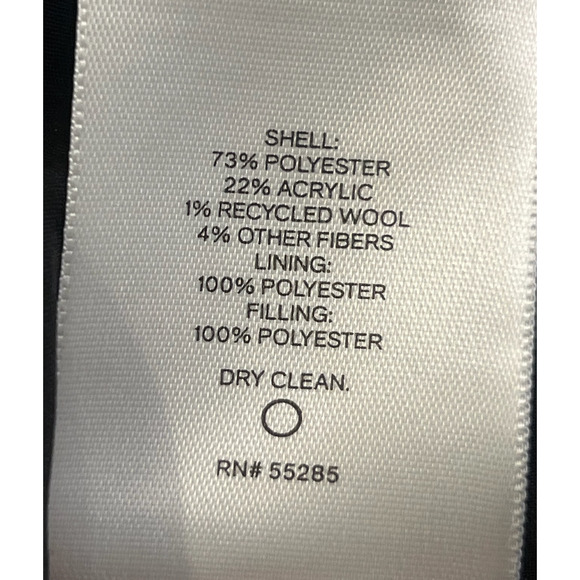 SHELL:
73% POLYESTER
22% ACRYLIC
1% RECYCLED WOOL
4% OTHER FIBERS
LINING:
100% POLYESTER
FILLING:
100% POLYESTER
DRY CLEAN.
RN# 55285